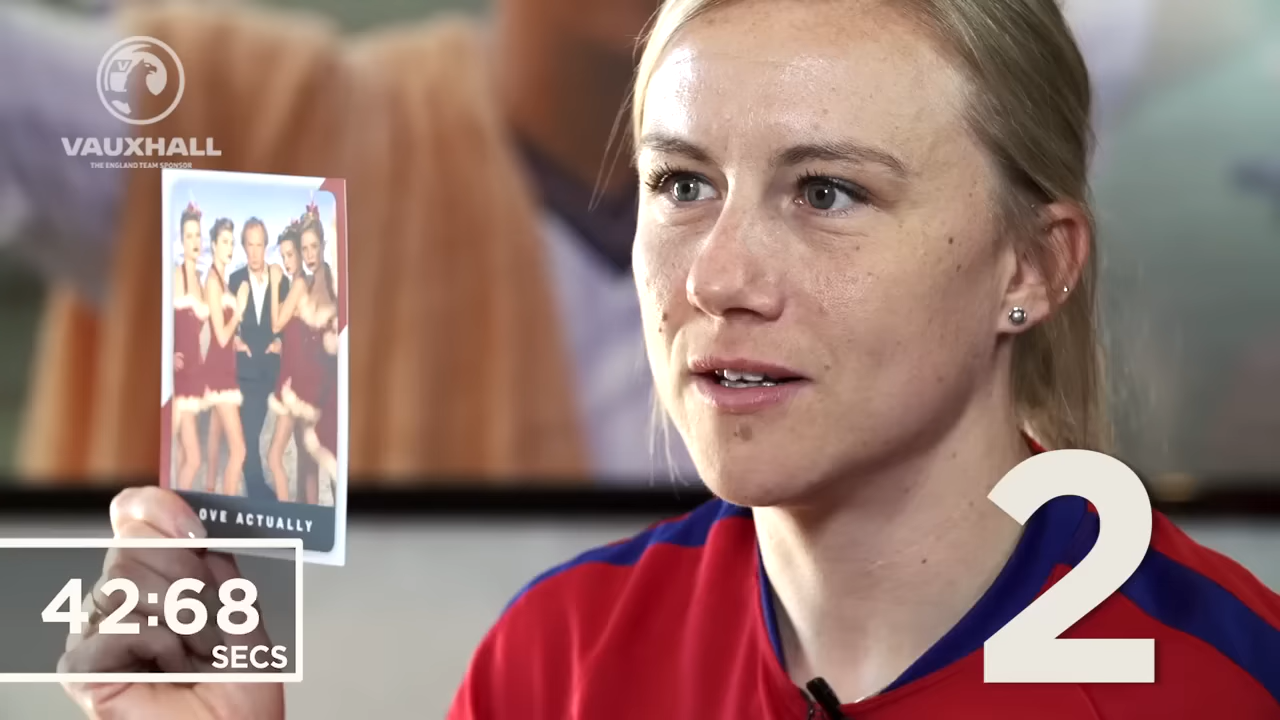 VAUXHALL
THE ENGLAND TEAM SPONSOR
OVE ACTUALLY
42:68
SECS
2